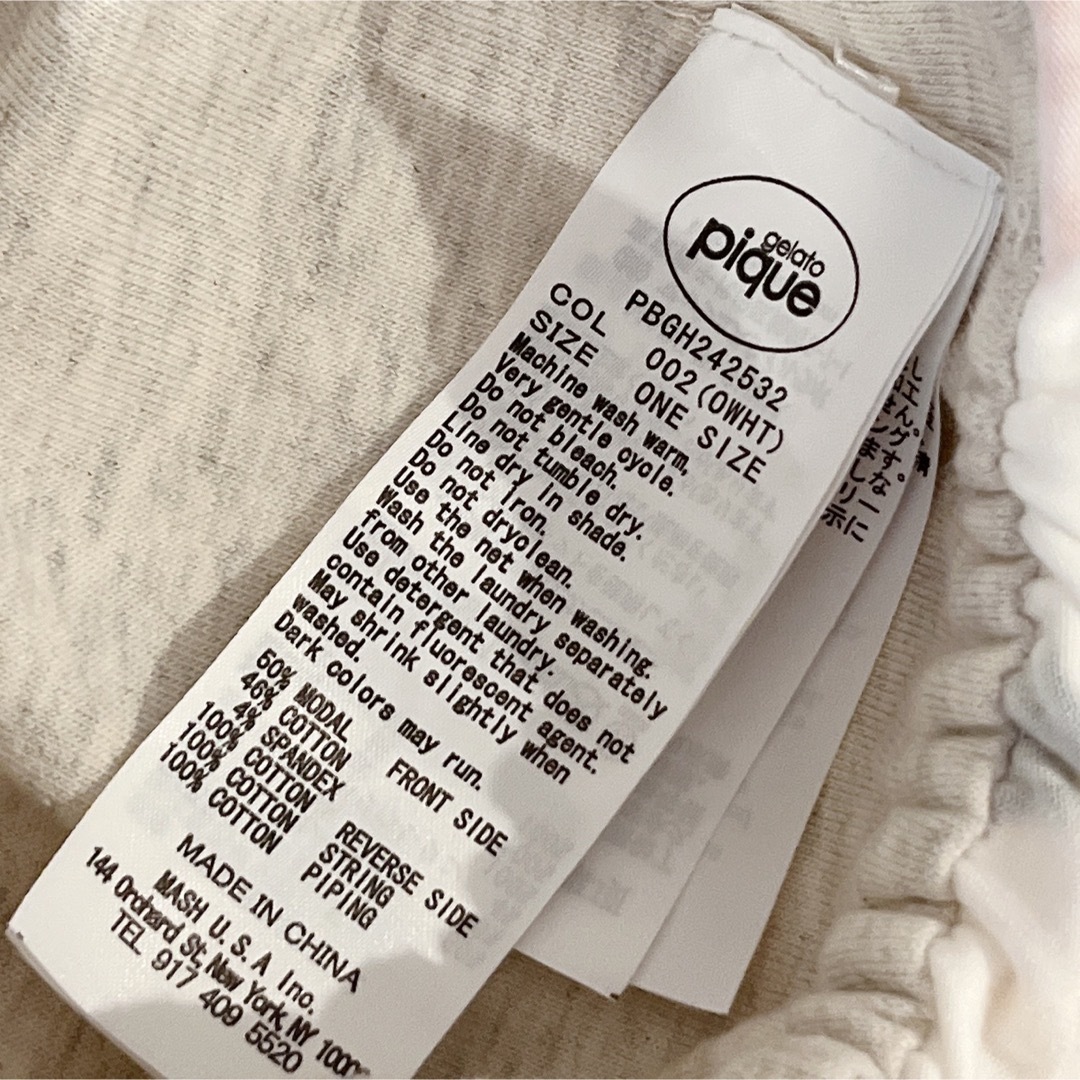 gelato
pique
PBGH242532
COL 002(OWHT)
SIZE ONE SIZE
Machine wash warm,
Very gentle cycle.
Do not bleach.
Do not tumble dry.
Line dry in shade.
Do not iron.
Do not dryclean.
Use the net when washing.
Wash the laundry separately
from other laundry.
Use detergent that does not
contain fluorescent agent.
May shrink slightly when
washed.
Dark colors may run.
50% MODAL FRONT SIDE
46% COTTON
4% SPANDEX
100% COTTON REVERSE SIDE
100% COTTON STRING
100% COTTON PIPING
MADE IN CHINA
MASH U.S.A Inc.
144 Orchard St, New York, NY
TEL 917 409 5520